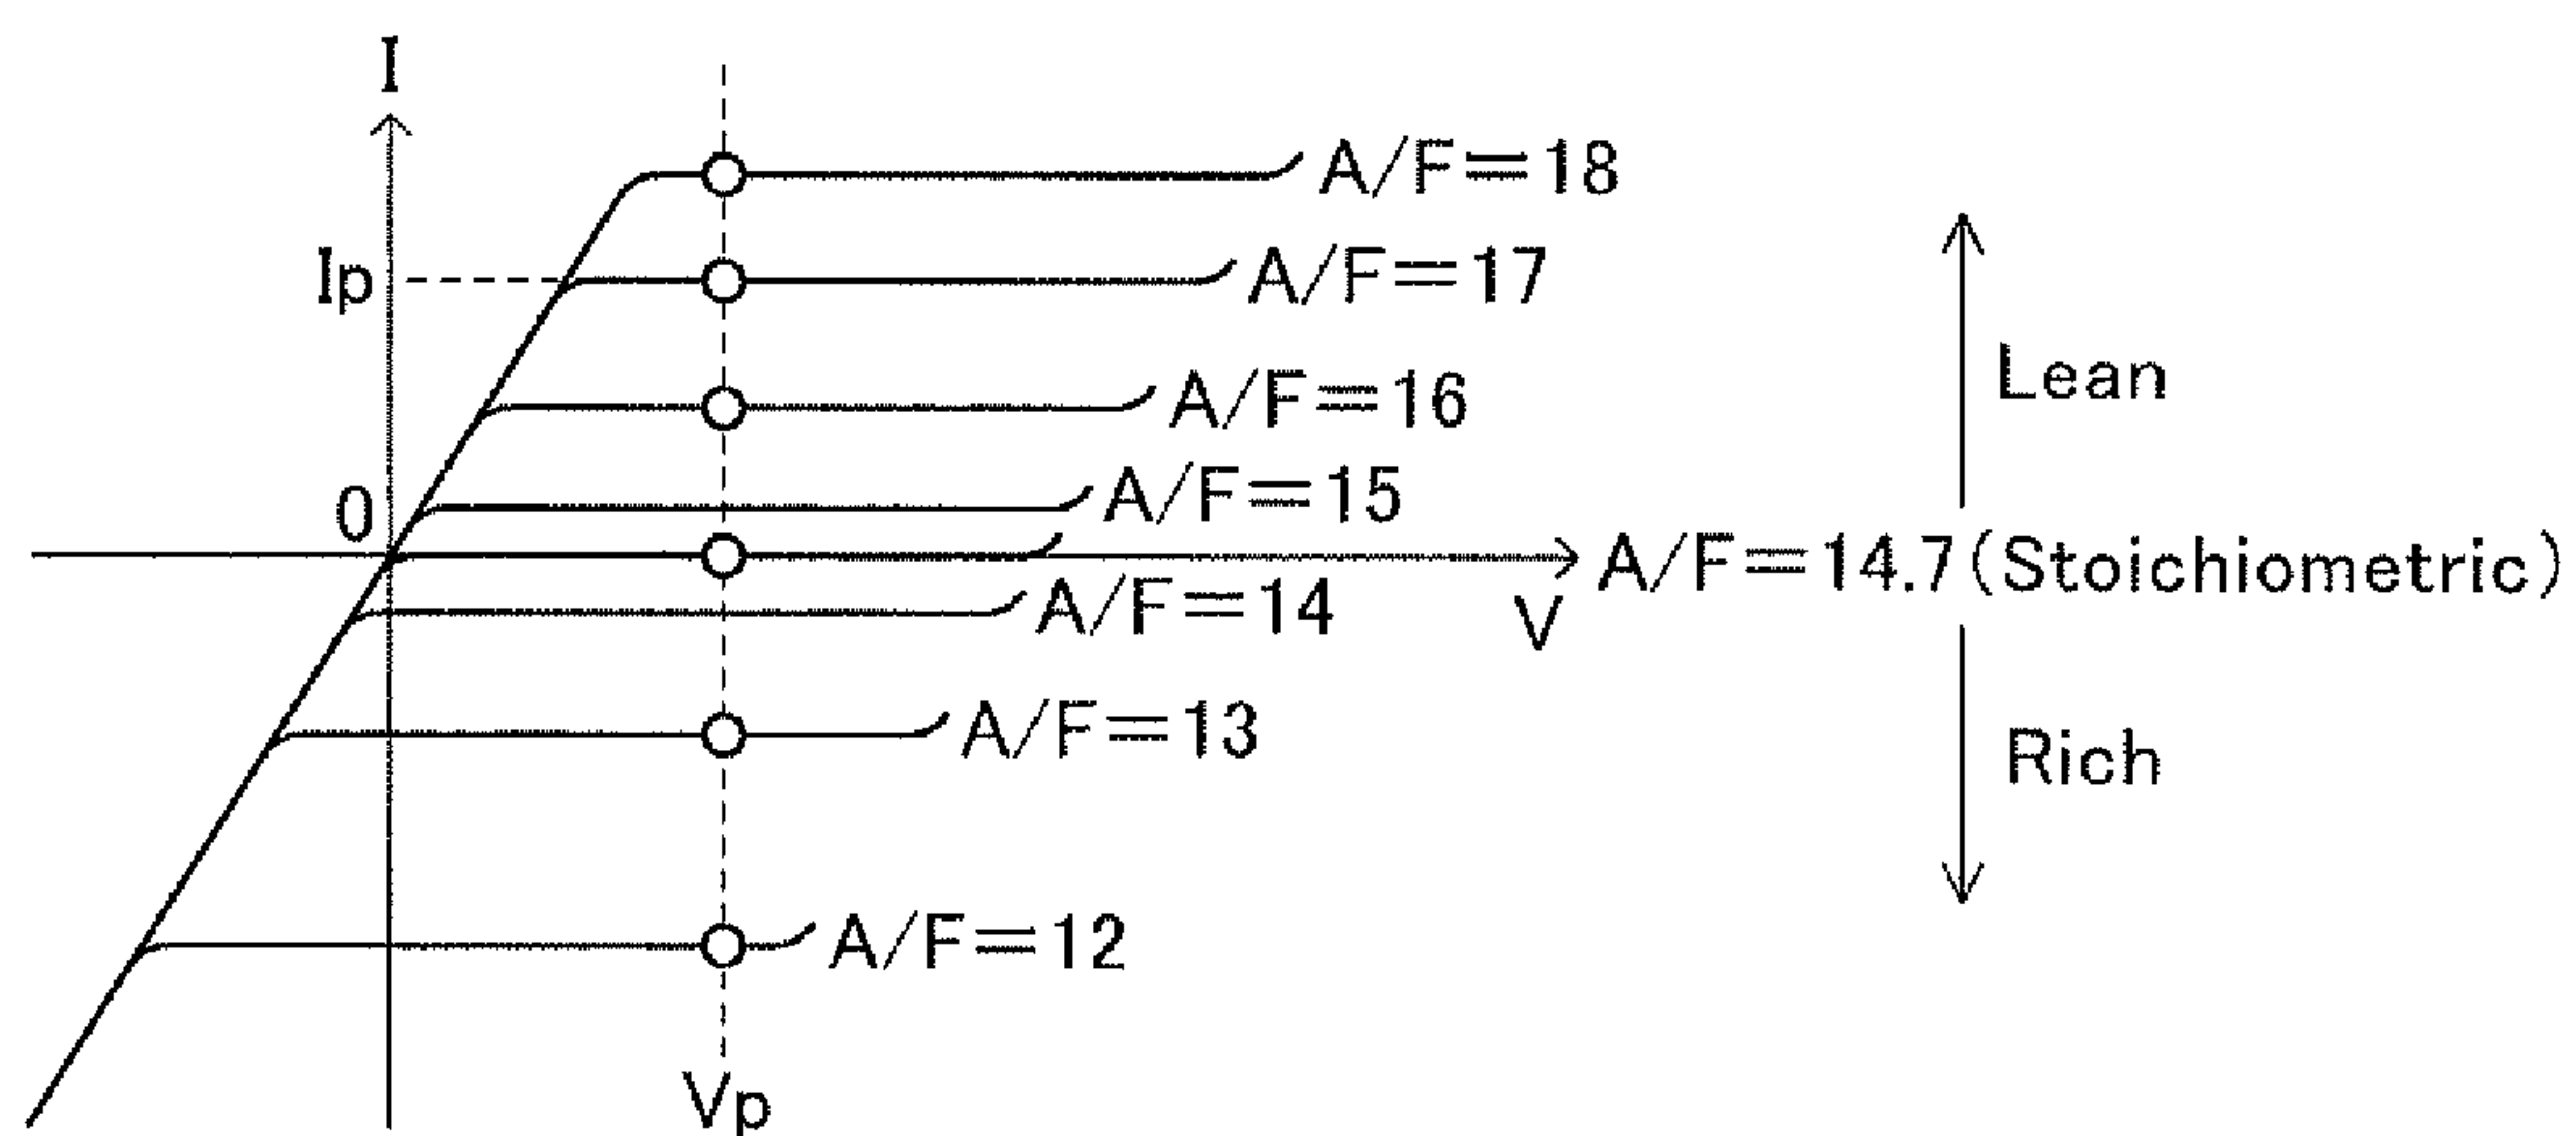 I
A/F=18
Ip
A/F=17
Lean
A/F=16
0
A/F=15
A/F=14.7(Stoichiometric)
A/F=14
V
A/F=13
Rich
A/F=12
Vp